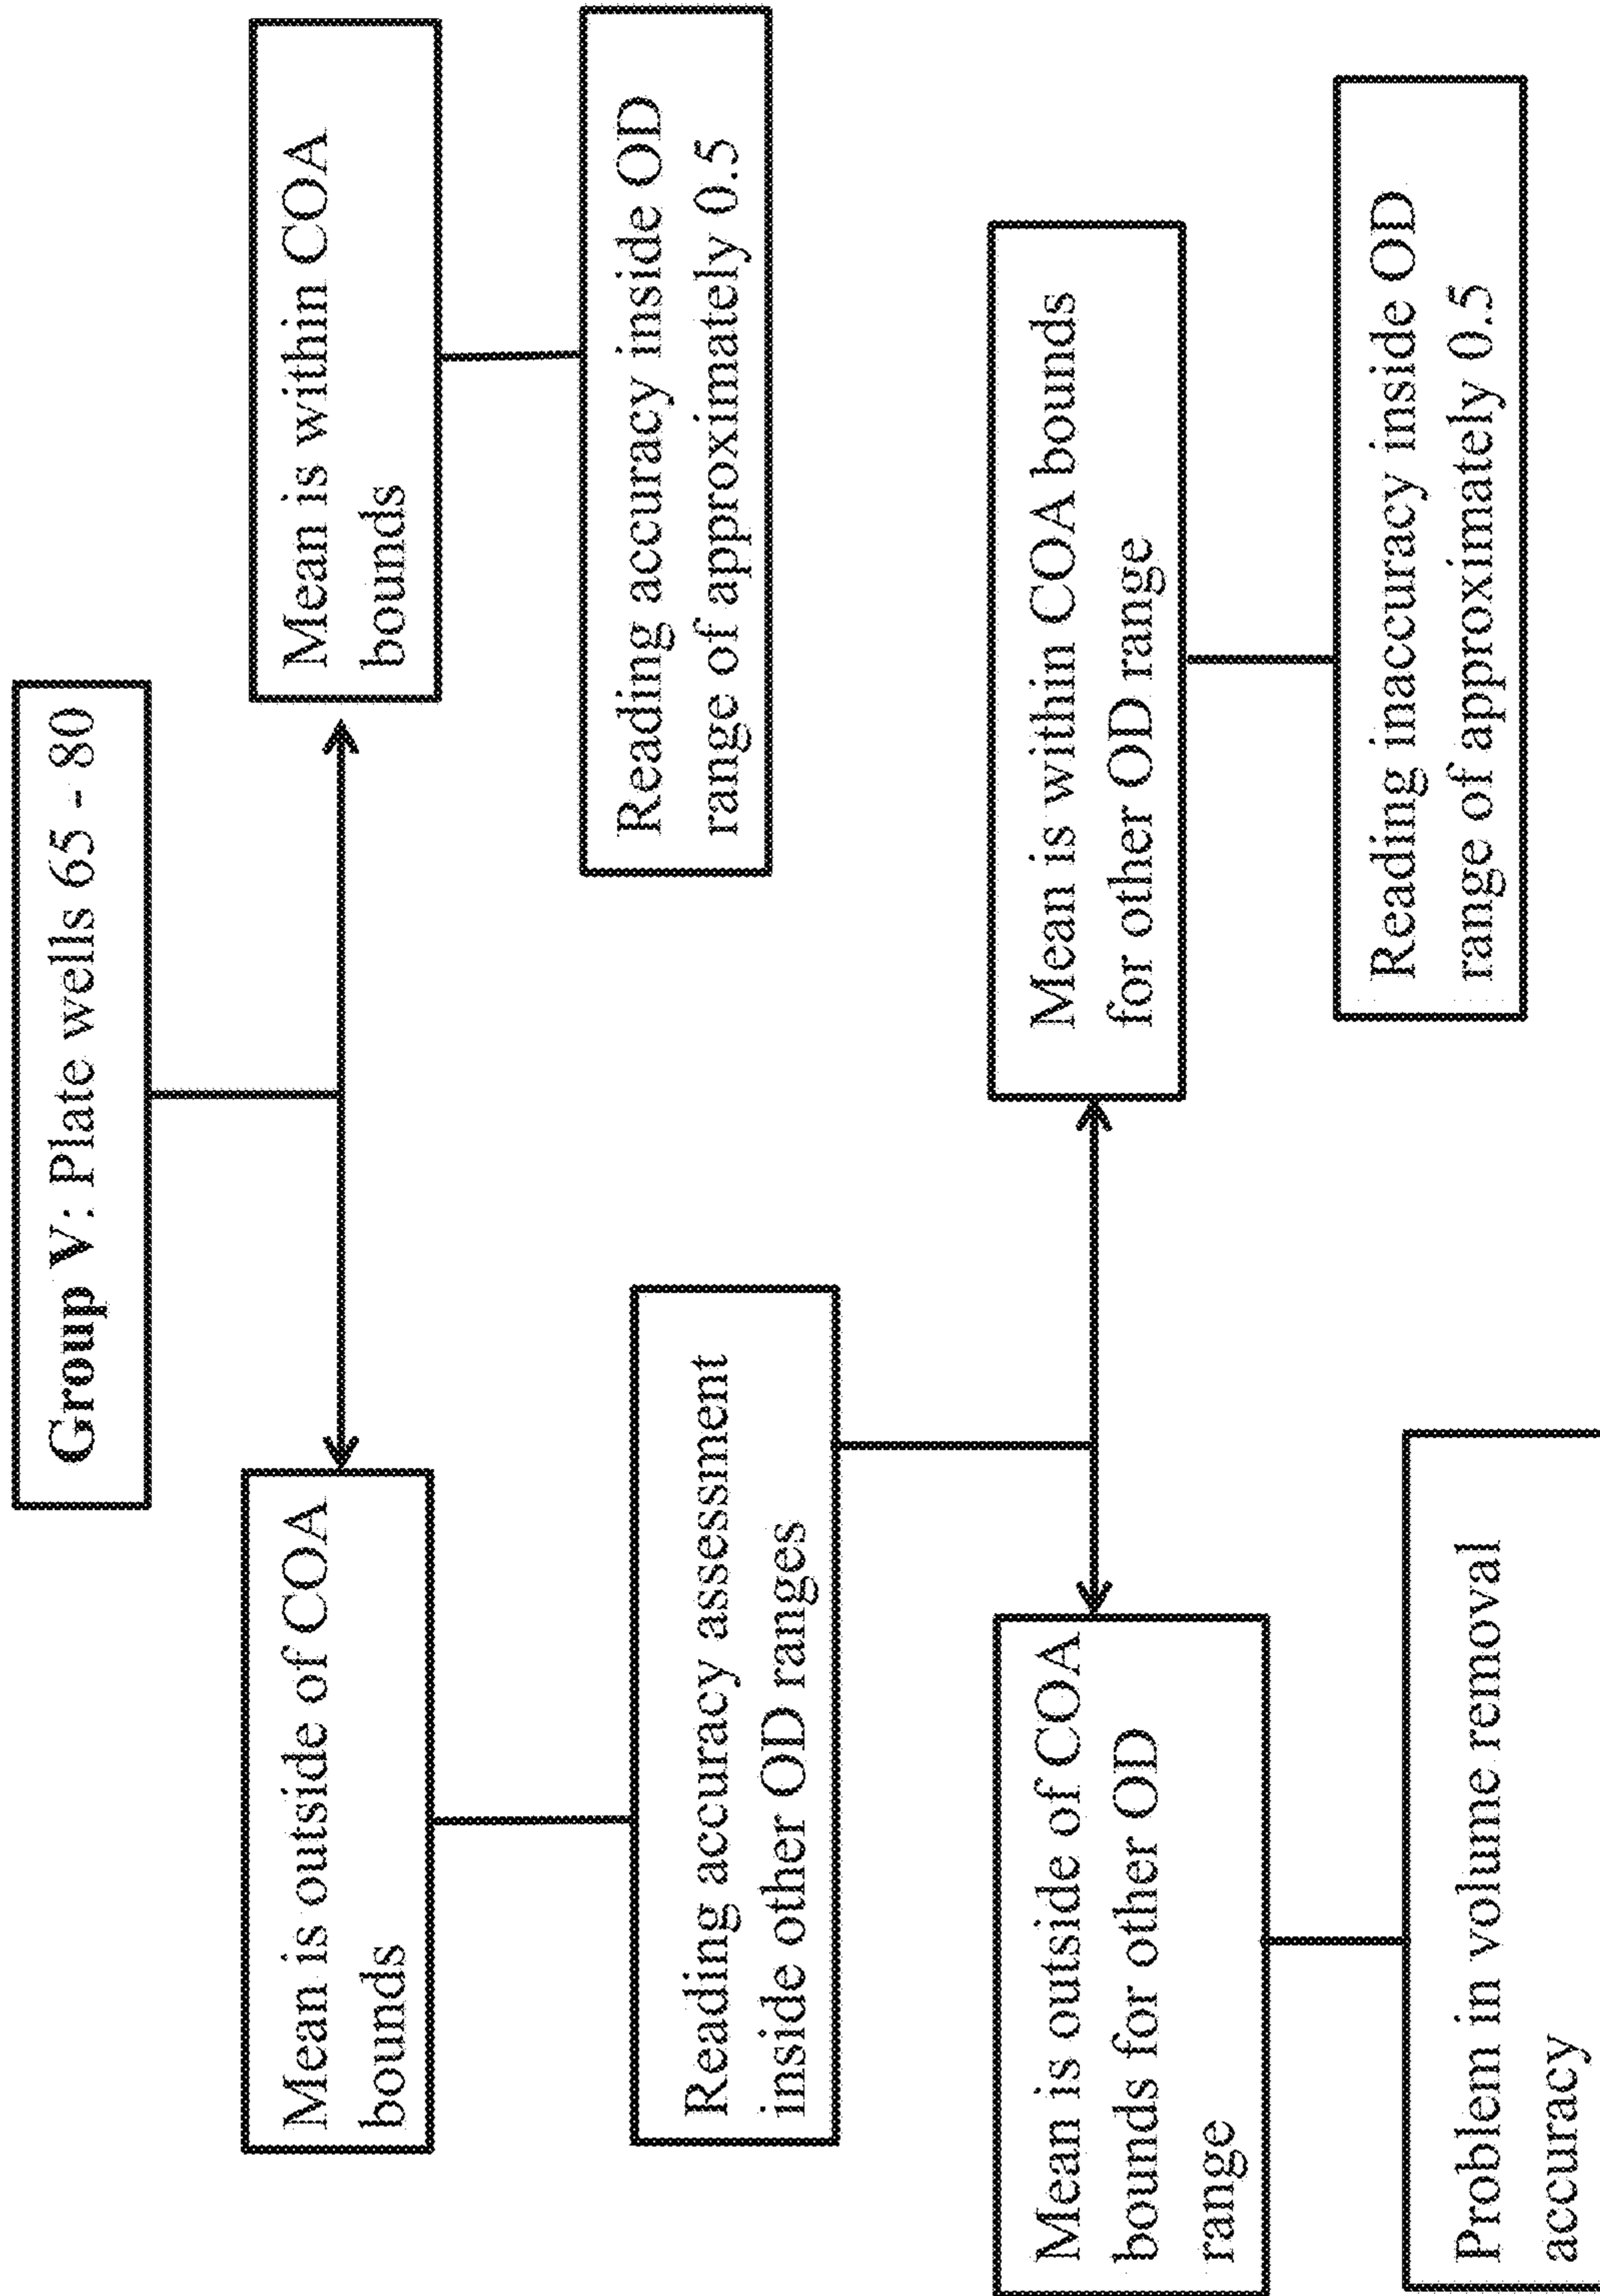 Group V: Plate wells 65 - 80
Mean is outside of COA
bounds
Mean is within COA
bounds
Reading accuracy assessment
inside other OD ranges
Reading accuracy inside OD
range of approximately 0.5
Mean is outside of COA
bounds for other OD
range
Mean is within COA bounds
for other OD range
Problem in volume removal
accuracy
Reading inaccuracy inside OD
range of approximately 0.5